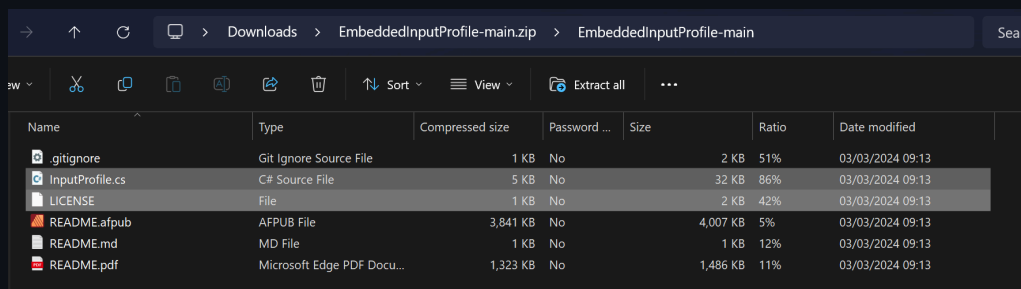 Downloads > EmbeddedInputProfile-main.zip > EmbeddedInputProfile-main Sea
ew Sort View Extract all
Name Type Compressed size Password ... Size Ratio Date modified
.gitignore Git Ignore Source File 1 KB No 2 KB 51% 03/03/2024 09:13
InputProfile.cs C# Source File 5 KB No 32 KB 86% 03/03/2024 09:13
LICENSE File 1 KB No 2 KB 42% 03/03/2024 09:13
README.afpub AFPUB File 3,841 KB No 4,007 KB 5% 03/03/2024 09:13
README.md MD File 1 KB No 1 KB 12% 03/03/2024 09:13
README.pdf Microsoft Edge PDF Docu... 1,323 KB No 1,486 KB 11% 03/03/2024 09:13